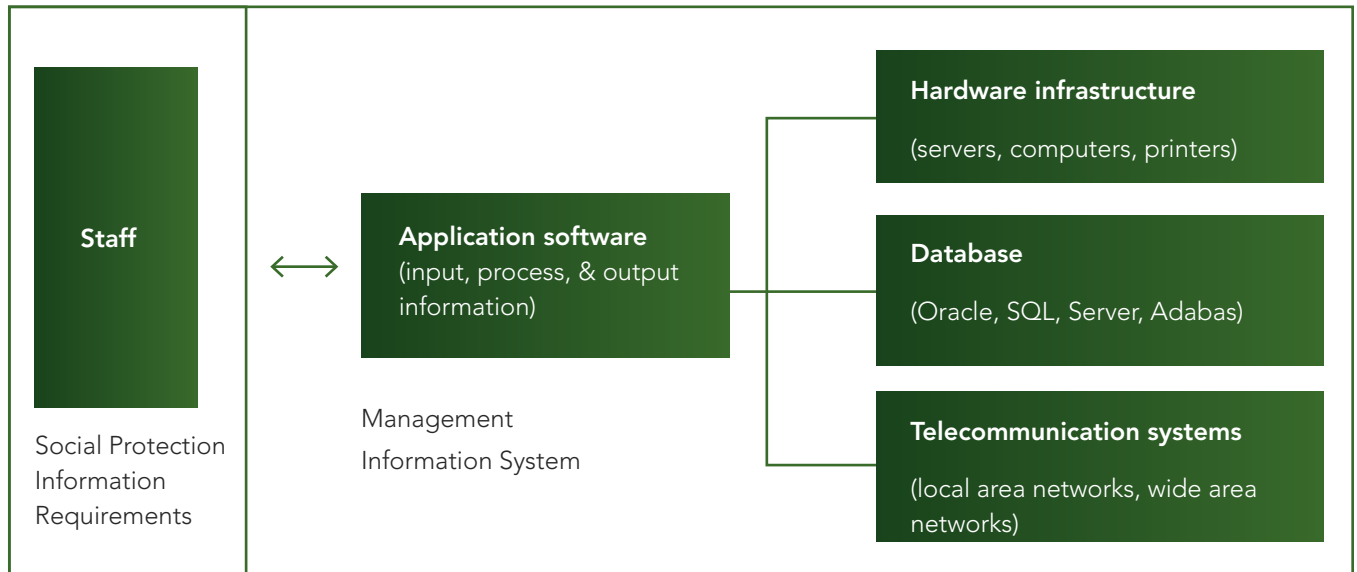 Staff
Social Protection
Information
Requirements
Application software
(input, process, & output
information)
Management
Information System
Hardware infrastructure
(servers, computers, printers)
Database
(Oracle, SQL, Server, Adabas)
Telecommunication systems
(local area networks, wide area
networks)